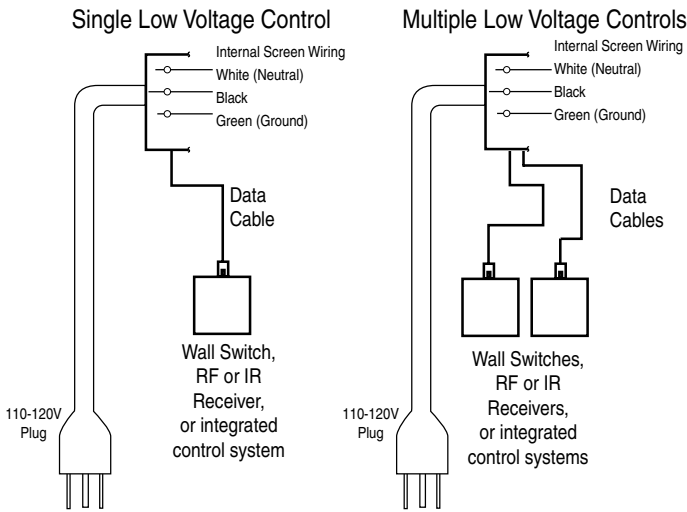 Single Low Voltage Control
Internal Screen Wiring
White (Neutral)
Black
Green (Ground)
Data
Cable
Wall Switch,
RF or IR
Receiver,
or integrated
control system
110-120V
Plug
Multiple Low Voltage Controls
Internal Screen Wiring
White (Neutral)
Black
Green (Ground)
Data
Cables
Wall Switches,
RF or IR
Receivers,
or integrated
control systems
110-120V
Plug